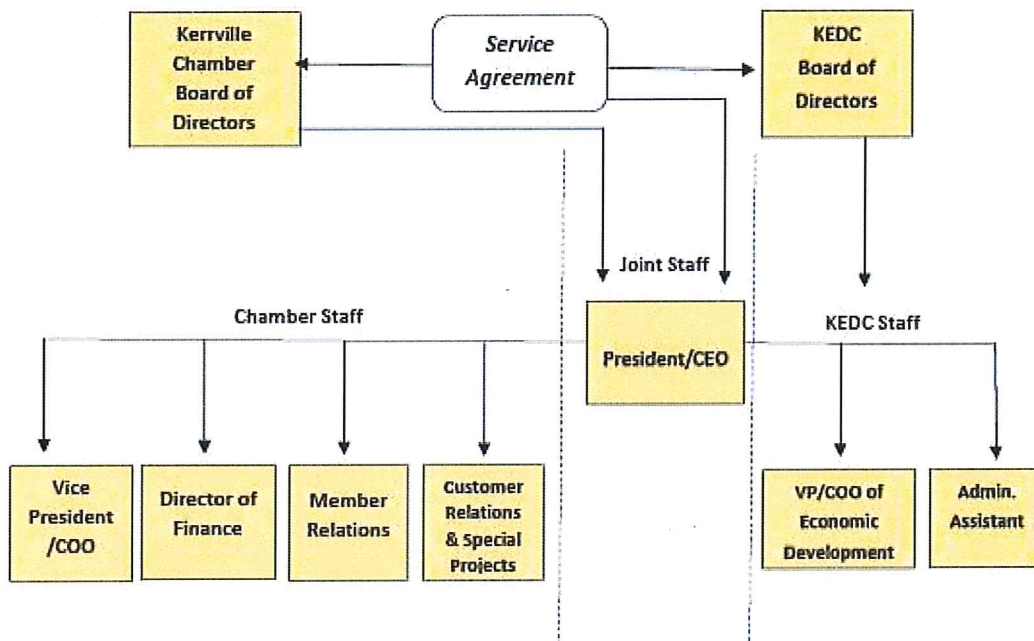 Kerrville
Chamber
Board of
Directors
Service
Agreement
KEDC
Board of
Directors
Joint Staff
Chamber Staff
President/CEO
KEDC Staff
Vice
President
/COO
Director of
Finance
Member
Relations
Customer
Relations
& Special
Projects
VP/COO of
Economic
Development
Admin.
Assistant